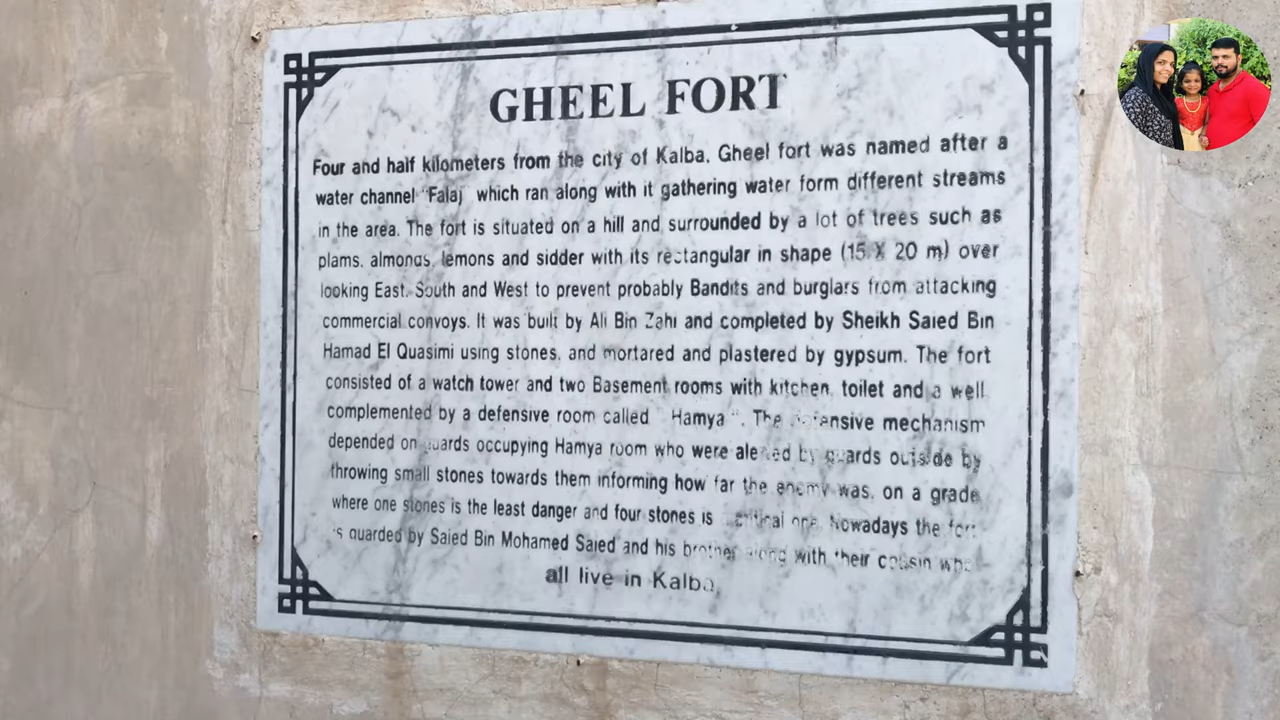 GHEEL FORT
Four and half kilometers from the city of Kalba, Gheel fort was named after a
water channel "Falaj which ran along with it gathering water form different streams
in the area. The fort is situated on a hill and surrounded by a lot of trees such as
plams, almonds, lemons and sidder with its rectangular in shape (15 X 20 m) over
looking East, South and West to prevent probably Bandits and burglars from attacking
commercial convoys. It was built by Ali Bin Zahi and completed by Sheikh Saied Bin
Hamad El Quasimi using stones, and mortared and plastered by gypsum. The fort
consisted of a watch tower and two Basement rooms with kitchen, toilet and a well
complemented by a defensive room called " Hamya ". The defensive mechanism
depended on guards occupying Hamya room who were aleried by guards outside by
throwing small stones towards them informing how far the enemy was, on a grade
where one stones is the least danger and four stones is critical one. Nowadays the fort
is guarded by Saied Bin Mohamed Saied and his brother along with their cousin who
all live in Kalba.